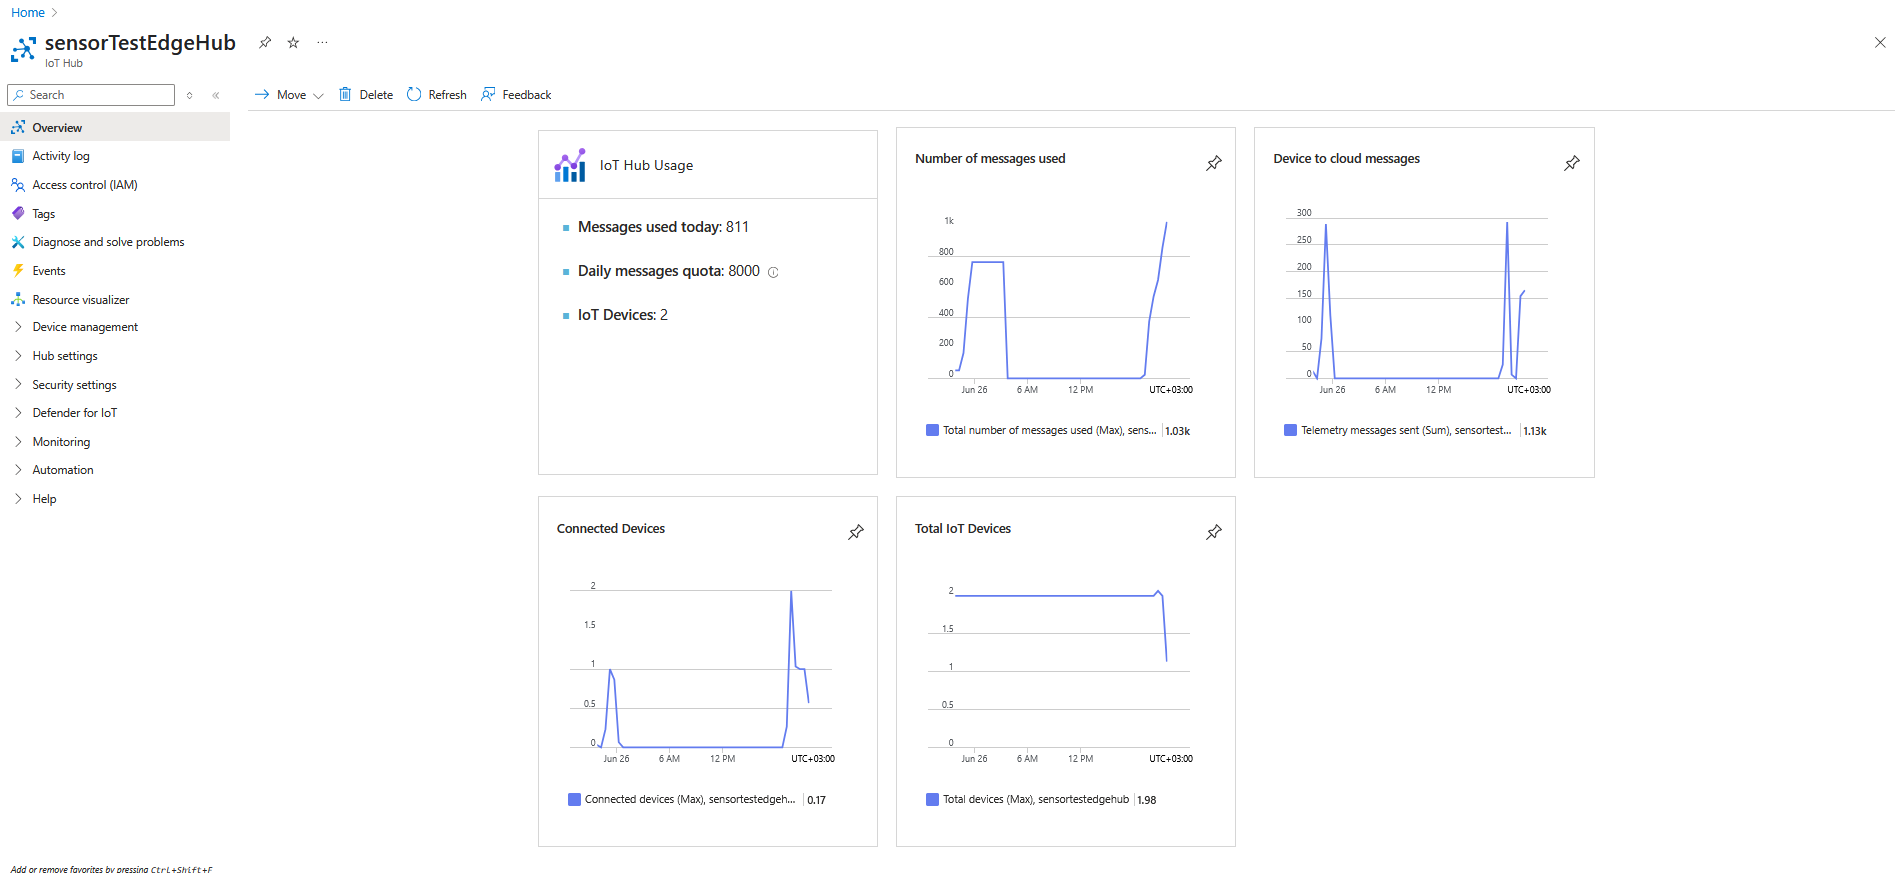 Home
sensorTestEdgeHub
IoT Hub
Search
Move
Delete
Refresh
Feedback
Overview
Activity log
Access control (IAM)
Tags
Diagnose and solve problems
Events
Resource visualizer
Device management
Hub settings
Security settings
Defender for IoT
Monitoring
Automation
Help
Add or remove favorites by pressing Ctrl+Shift+F
IoT Hub Usage
Messages used today: 811
Daily messages quota: 8000
IoT Devices: 2
Number of messages used
1k
800
600
400
200
0
Jun 26 6 AM 12 PM UTC+03:00
Total number of messages used (Max), sens... 1.03k
Device to cloud messages
300
250
200
150
100
50
0
Jun 26 6 AM 12 PM UTC+03:00
Telemetry messages sent (Sum), sensortest... 1.13k
Connected Devices
2
1.5
1
0.5
0
Jun 26 6 AM 12 PM UTC+03:00
Connected devices (Max), sensortestedgeh... 0.17
Total IoT Devices
2
1.5
1
0.5
0
Jun 26 6 AM 12 PM UTC+03:00
Total devices (Max), sensortestedgehub 1.98